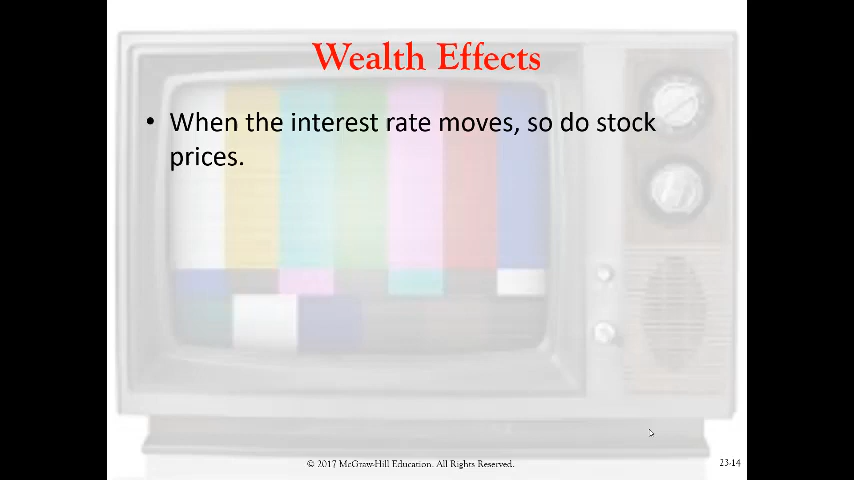 Wealth Effects
• When the interest rate moves, so do stock
prices.
© 2017 McGraw-Hill Education. All Rights Reserved.
23-14